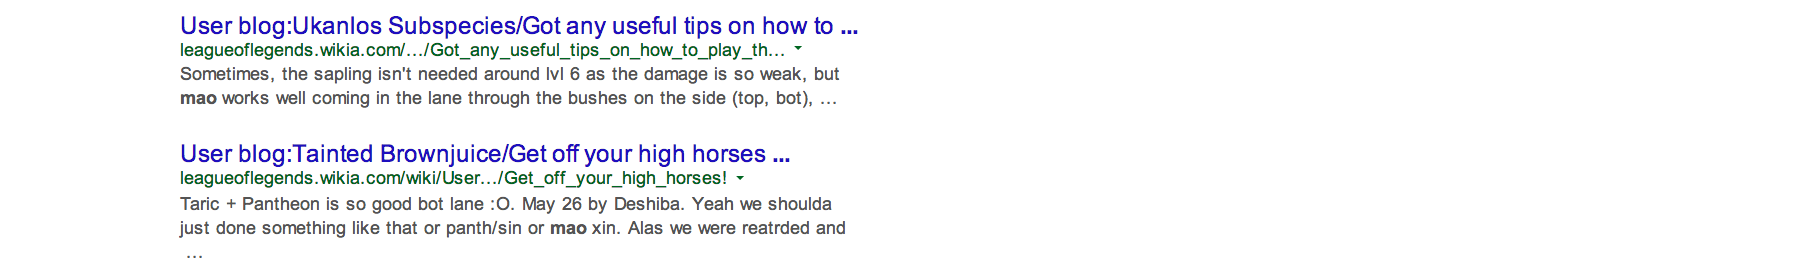 User blog:Ukanlos Subspecies/Got any useful tips on how to ...
leagueoflegends.wikia.com/.../Got_any_useful_tips_on_how_to_play_th...
Sometimes, the sapling isn't needed around lvl 6 as the damage is so weak, but
mao works well coming in the lane through the bushes on the side (top, bot), ...
User blog:Tainted Brownjuice/Get off your high horses ...
leagueoflegends.wikia.com/wiki/User.../Get_off_your_high_horses!
Taric + Pantheon is so good bot lane :O. May 26 by Deshiba. Yeah we shoulda
just done something like that or panth/sin or mao xin. Alas we were reatrded and
...